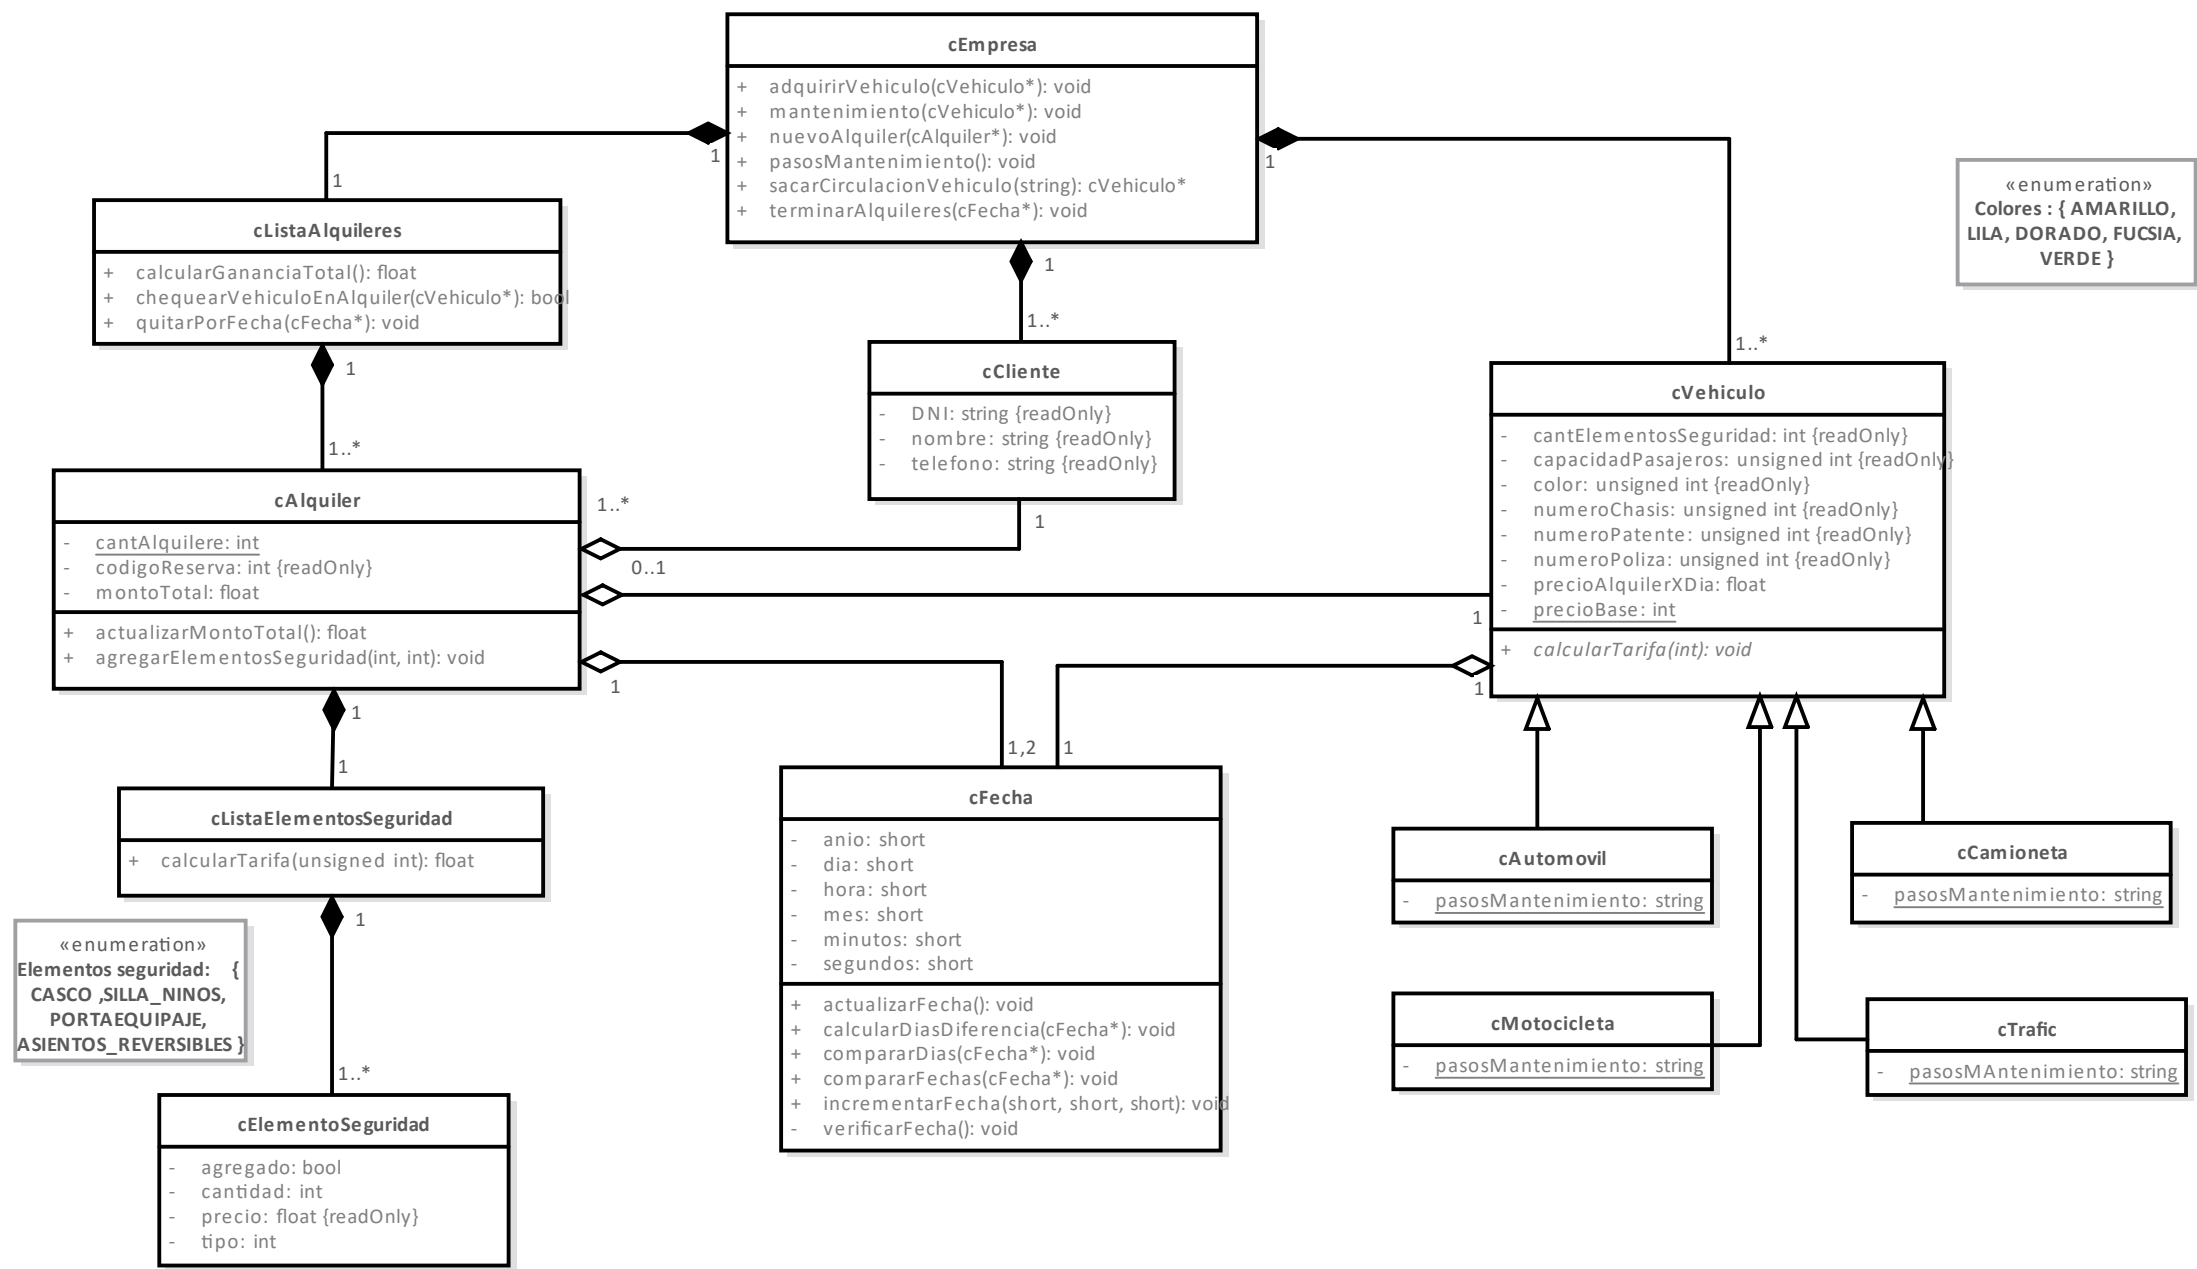 cEmpresa
+ adquirirVehiculo(cVehiculo*): void
+ mantenimiento(cVehiculo*): void
+ nuevoAlquiler(cAlquiler*): void
+ pasosMantenimiento(): void
+ sacarCirculacionVehiculo(string): cVehiculo*
+ terminarAlquileres(cFecha*): void
1
1
1
1
1..*
1..*
«enumeration»
Colores : { AMARILLO,
LILA, DORADO, FUCSIA,
VERDE }
cListaAlquileres
+ calcularGananciaTotal(): float
+ chequearVehiculoEnAlquiler(cVehiculo*): bool
+ quitarPorFecha(cFecha*): void
1
1..*
cCliente
- DNI: string {readOnly}
- nombre: string {readOnly}
- telefono: string {readOnly}
1
cVehiculo
- cantElementosSeguridad: int {readOnly}
- capacidadPasajeros: unsigned int {readOnly}
- color: unsigned int {readOnly}
- numeroChasis: unsigned int {readOnly}
- numeroPatente: unsigned int {readOnly}
- numeroPoliza: unsigned int {readOnly}
- precioAlquilerXDia: float
- precioBase: int
+ calcularTarifa(int): void
cAlquiler
- cantAlquilere: int
- codigoReserva: int {readOnly}
- montoTotal: float
+ actualizarMontoTotal(): float
+ agregarElementosSeguridad(int, int): void
1..*
0..1
1
1
1
1,2
1
1
1
cListaElementosSeguridad
+ calcularTarifa(unsigned int): float
1
1..*
«enumeration»
Elementos seguridad: {
CASCO ,SILLA_NINOS,
PORTAEQUIPAJE,
ASIENTOS_REVERSIBLES }
cElementoSeguridad
- agregado: bool
- cantidad: int
- precio: float {readOnly}
- tipo: int
cFecha
- anio: short
- dia: short
- hora: short
- mes: short
- minutos: short
- segundos: short
+ actualizarFecha(): void
+ calcularDiasDiferencia(cFecha*): void
+ compararDias(cFecha*): void
+ compararFechas(cFecha*): void
+ incrementarFecha(short, short, short): void
- verificarFecha(): void
cAutomovil
- pasosMantenimiento: string
cCamioneta
- pasosMantenimiento: string
cMotocicleta
- pasosMantenimiento: string
cTrafic
- pasosMAntenimiento: string